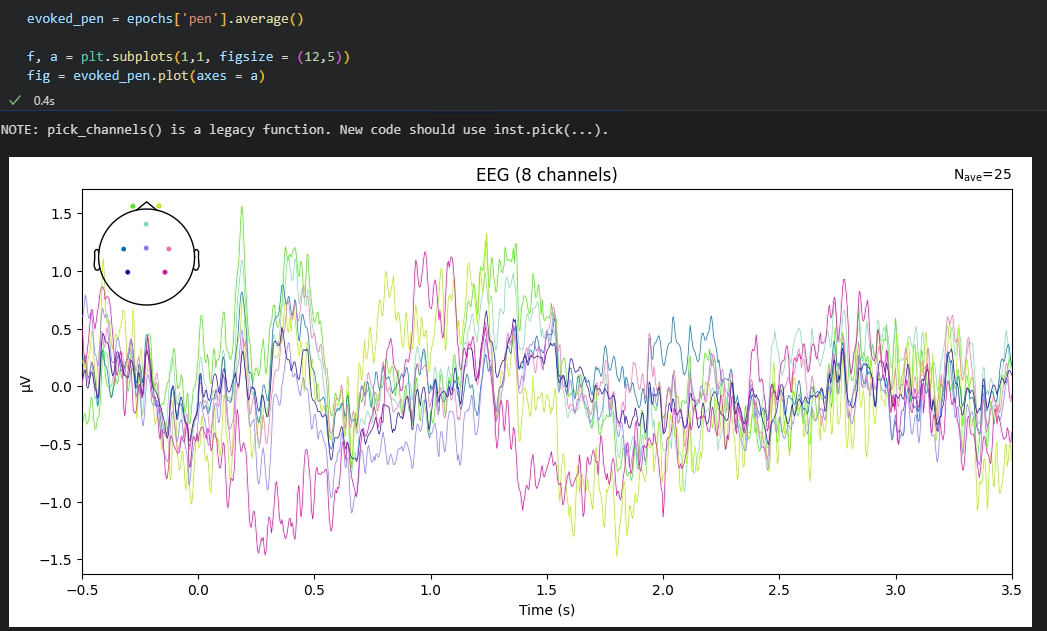 evoked_pen = epochs['pen'].average()
f, a = plt.subplots(1,1, figsize = (12,5))
fig = evoked_pen.plot(axes = a)
0.4s
NOTE: pick_channels() is a legacy function. New code should use inst.pick(...).
EEG (8 channels)
Nave=25
1.5
1.0
0.5
0.0
−0.5
−1.0
−1.5
µV
−0.5 0.0 0.5 1.0 1.5 2.0 2.5 3.0 3.5
Time (s)